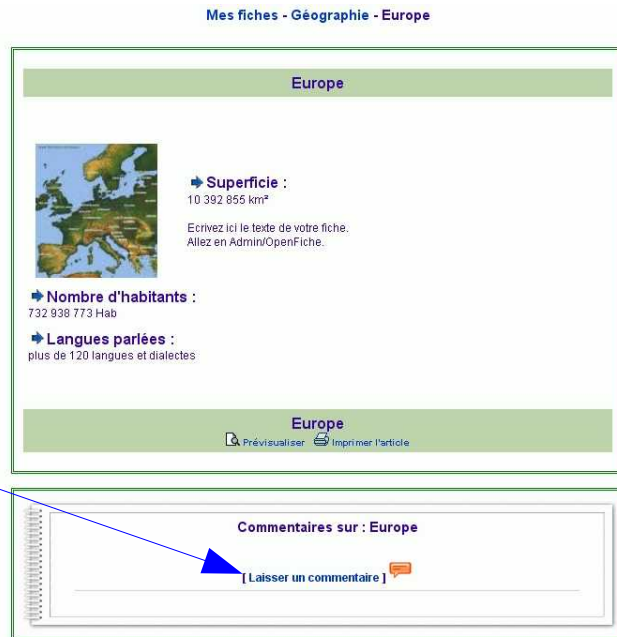 Mes fiches - Géographie - Europe
Europe
Superficie :
10 392 855 km²
Ecrivez ici le texte de votre fiche.
Allez en Admin/OpenFiche.
Nombre d'habitants :
732 938 773 Hab
Langues parlées :
plus de 120 langues et dialectes
Europe
Prévisualiser Imprimer l'article
Commentaires sur : Europe
[ Laisser un commentaire ]